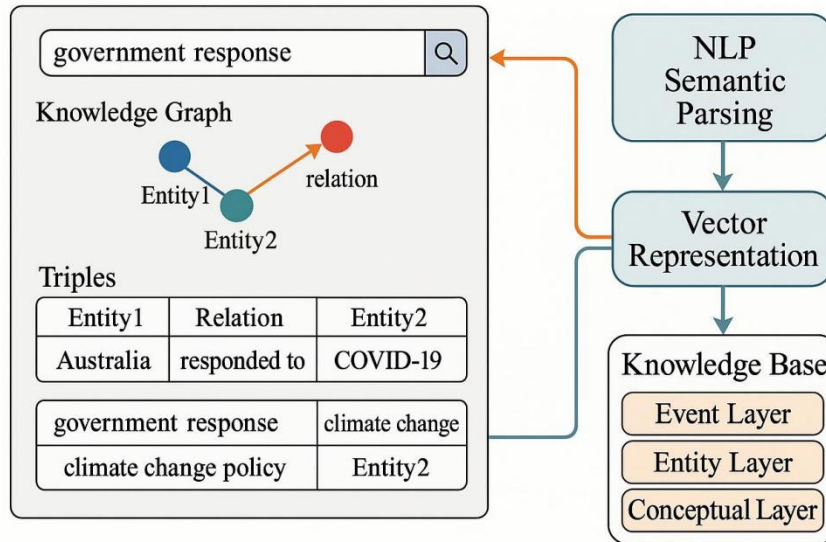 government response
Knowledge Graph
Entity1
relation
Entity2
Triples
Entity1 Relation Entity2
Australia responded to COVID-19
government response climate change
climate change policy Entity2
NLP
Semantic
Parsing
Vector
Representation
Knowledge Base
Event Layer
Entity Layer
Conceptual Layer